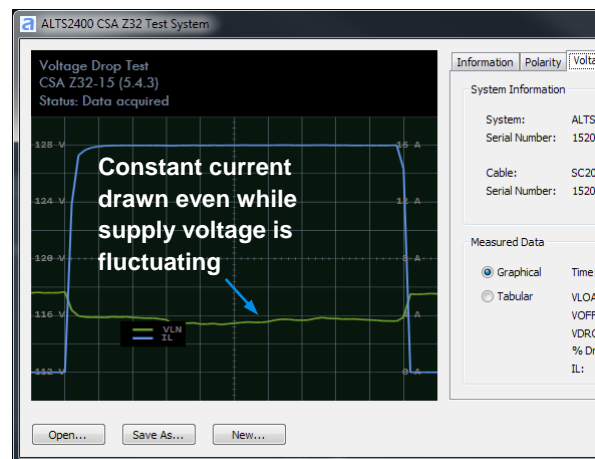 ALTS2400 CSA Z32 Test System
Voltage Drop Test
CSA Z32-15 (5.4.3)
Status: Data acquired
128 V
15 A
124 V
120 V
8 A
116 V
A
112 V
0 A
Constant current
drawn even while
supply voltage is
fluctuating
VLN
IL
Open...
Save As...
New...
Information
Polarity
Volta
System Information
System:
ALTS
Serial Number:
1520
Cable:
SC20
Serial Number:
1520
Measured Data
Graphical
Time:
Tabular
VLOA
VOFF
VDRO
% Dr
IL: